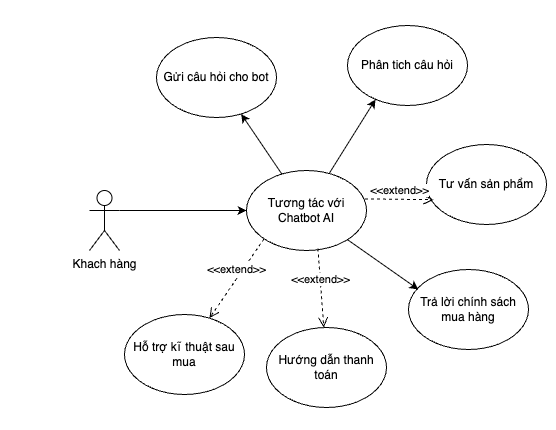 Gửi câu hỏi cho bot
Phân tích câu hỏi
<<extend>>
Tư vấn sản phẩm
Tương tác với
Chatbot AI
Khach hàng
<<extend>>
<<extend>>
Trả lời chính sách
mua hàng
Hỗ trợ kĩ thuật sau
mua
Hướng dẫn thanh
toán